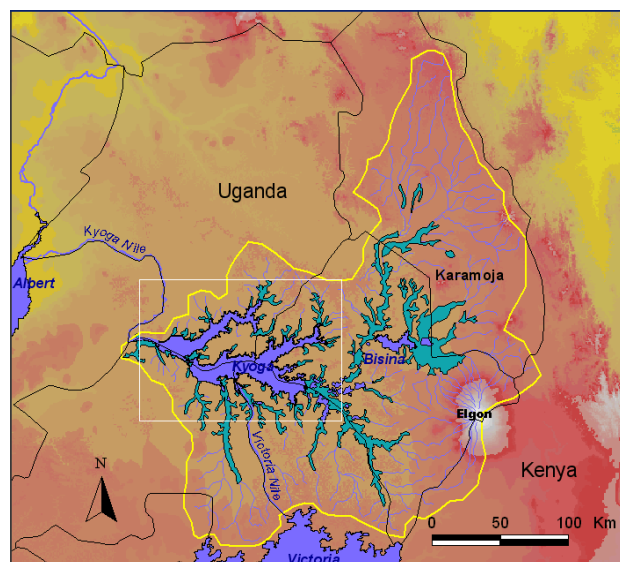 Uganda
Kyoga Nile
Albert
Karamoja
Kyoga
Bisina
Elgon
Victoria Nile
N
Kenya
0 50 100 Km
Victoria